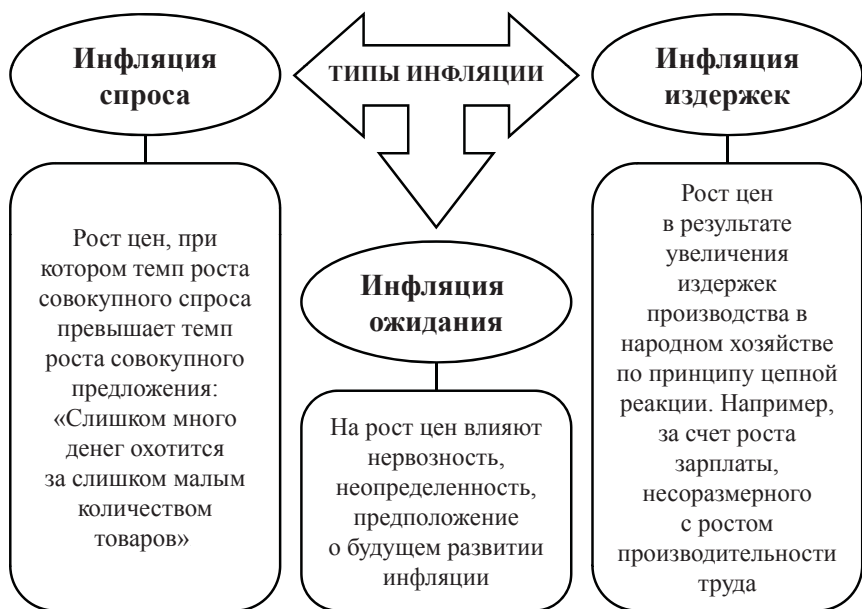 ТИПЫ ИНФЛЯЦИИ
Инфляция
спроса
Рост цен, при
котором темп роста
совокупного спроса
превышает темп
роста совокупного
предложения:
«Слишком много
денег охотится
за слишком малым
количеством
товаров»
Инфляция
ожидания
На рост цен влияют
нервозность,
неопределенность,
предположение
о будущем развитии
инфляции
Инфляция
издержек
Рост цен
в результате
увеличения
издержек
производства в
народном хозяйстве
по принципу цепной
реакции. Например,
за счет роста
зарплаты,
несоразмерного
с ростом
производительности
труда